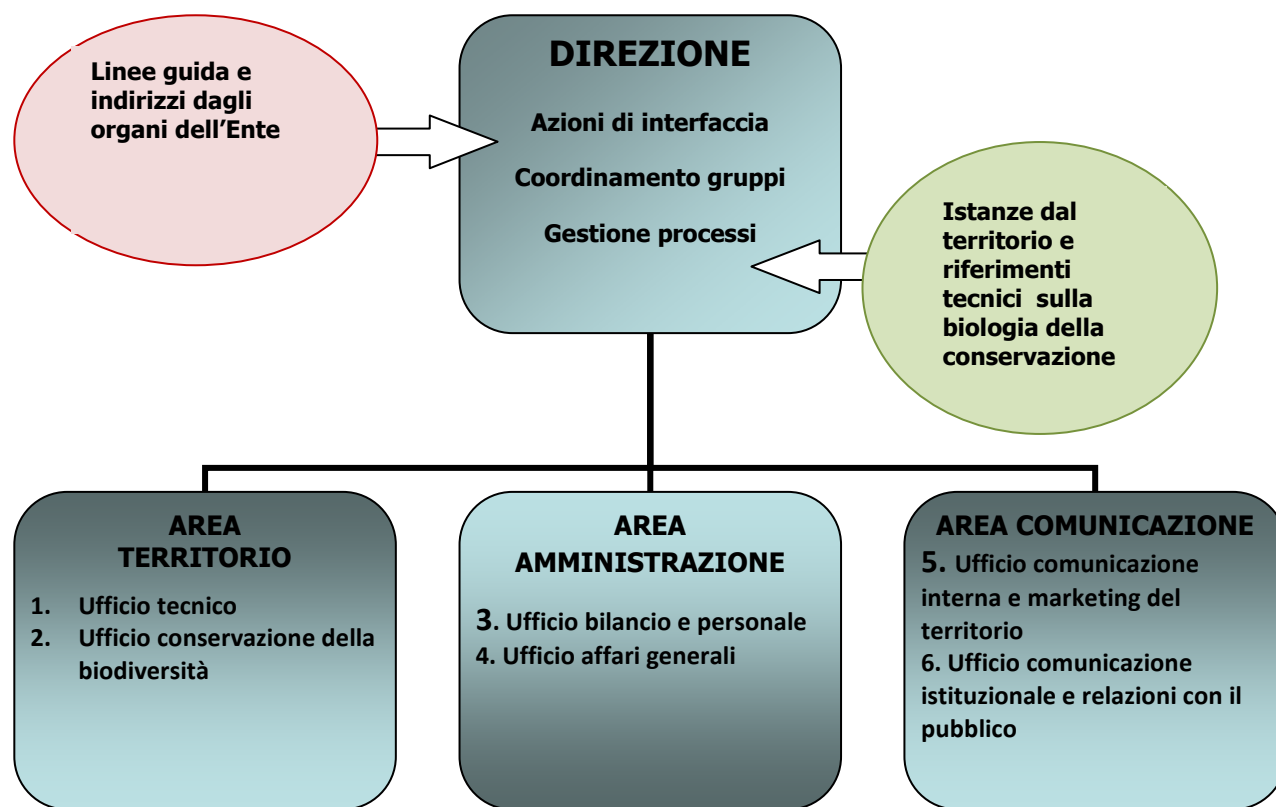 Linee guida e
indirizzi dagli
organi dell’Ente
DIREZIONE
Azioni di interfaccia
Coordinamento gruppi
Gestione processi
Istanze dal
territorio e
riferimenti
tecnici sulla
biologia della
conservazione
AREA
TERRITORIO
1. Ufficio tecnico
2. Ufficio conservazione della
biodiversità
AREA
AMMINISTRAZIONE
3. Ufficio bilancio e personale
4. Ufficio affari generali
AREA COMUNICAZIONE
5. Ufficio comunicazione
interna e marketing del
territorio
6. Ufficio comunicazione
istituzionale e relazioni con il
pubblico